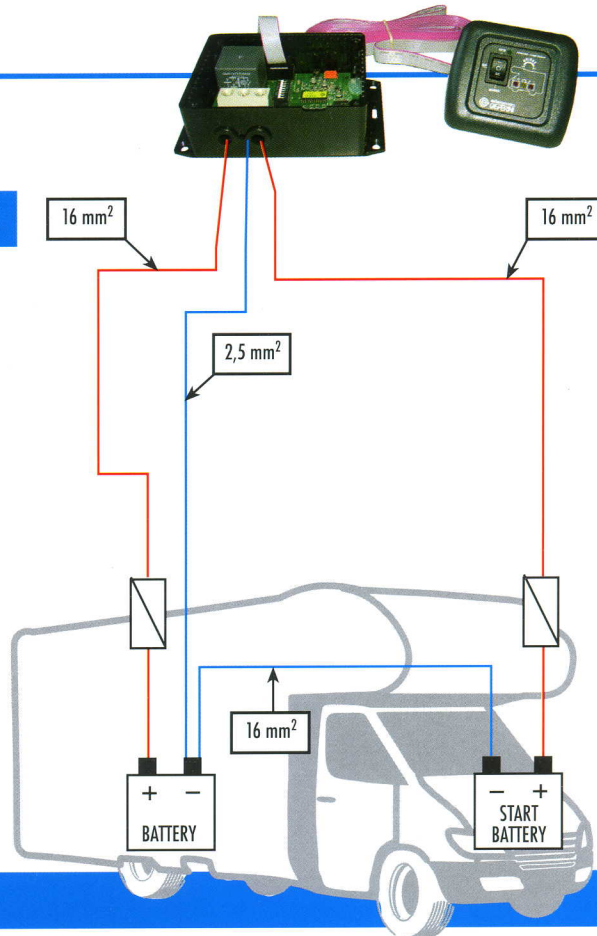 16 mm²
16 mm²
2,5 mm²
16 mm²
+ −
BATTERY
− +
START
BATTERY